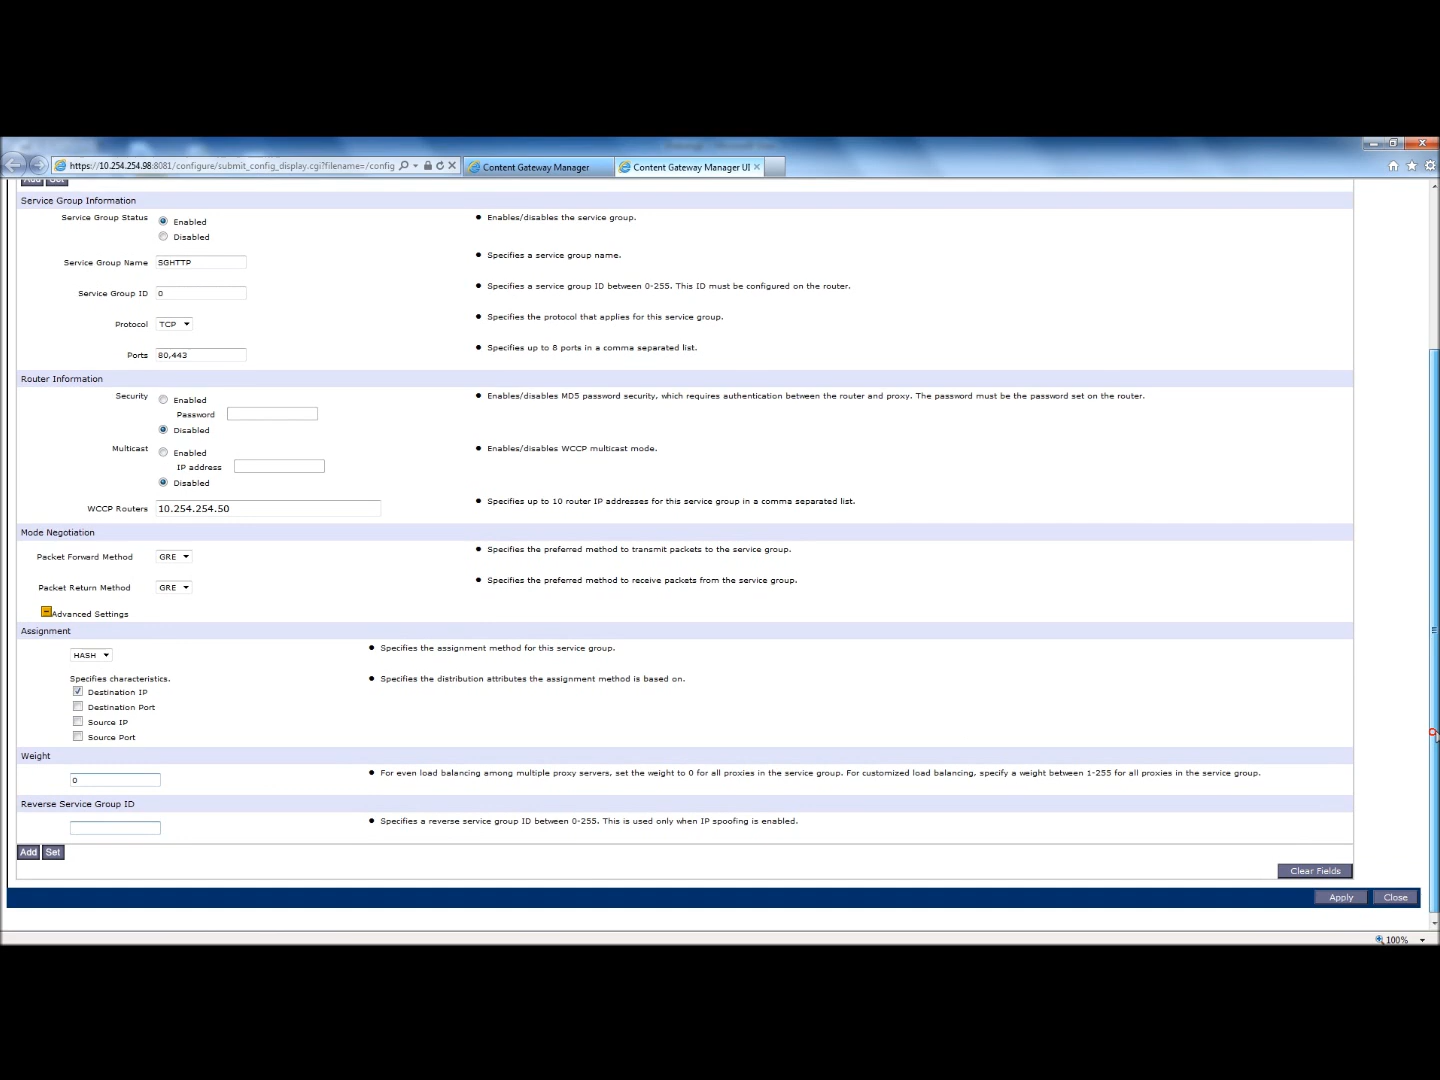 https://10.254.254.98:8081/configure/submit_config_display.cgi?filename=/config
Content Gateway Manager
Content Gateway Manager UI
Service Group Information
Service Group Status
Enabled
Disabled
Enables/disables the service group.
Service Group Name SGHTTP
Specifies a service group name.
Service Group ID 0
Specifies a service group ID between 0-255. This ID must be configured on the router.
Protocol TCP
Specifies the protocol that applies for this service group.
Ports 80,443
Specifies up to 8 ports in a comma separated list.
Router Information
Security
Enabled
Password
Disabled
Enables/disables MD5 password security, which requires authentication between the router and proxy. The password must be the password set on the router.
Multicast
Enabled
IP address
Disabled
Enables/disables WCCP multicast mode.
WCCP Routers 10.254.254.50
Specifies up to 10 router IP addresses for this service group in a comma separated list.
Mode Negotiation
Packet Forward Method GRE
Specifies the preferred method to transmit packets to the service group.
Packet Return Method GRE
Specifies the preferred method to receive packets from the service group.
Advanced Settings
Assignment
HASH
Specifies the assignment method for this service group.
Specifies characteristics.
Specifies the distribution attributes the assignment method is based on.
Destination IP
Destination Port
Source IP
Source Port
Weight
0
For even load balancing among multiple proxy servers, set the weight to 0 for all proxies in the service group. For customized load balancing, specify a weight between 1-255 for all proxies in the service group.
Reverse Service Group ID
Specifies a reverse service group ID between 0-255. This is used only when IP spoofing is enabled.
Add Set
Clear Fields
Apply Close
100%